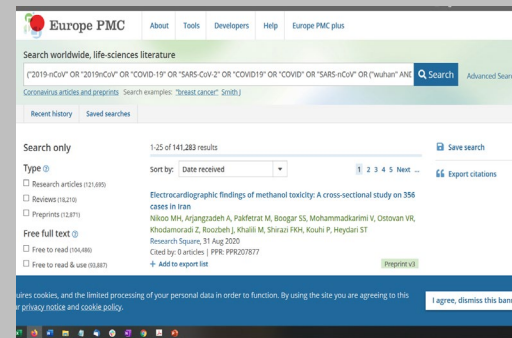 Europe PMC
About
Tools
Developers
Help
Europe PMC plus
Search worldwide, life-sciences literature
("2019-nCoV" OR "2019nCoV" OR "COVID-19" OR "SARS-CoV-2" OR "COVID19" OR "COVID" OR "SARS-nCoV" OR ("wuhan" AND
Search
Advanced Sear
Coronavirus articles and preprints Search examples: "breast cancer" Smith J
Recent history
Saved searches
Search only
Type
Research articles (121,695)
Reviews (18,210)
Preprints (12,871)
Free full text
Free to read (104,486)
Free to read & use (93,887)
1-25 of 141,283 results
Sort by: Date received
1 2 3 4 5 Next ...
Electrocardiographic findings of methanol toxicity: A cross-sectional study on 356
cases in Iran
Nikoo MH, Arjangzadeh A, Pakfetrat M, Boogar SS, Mohammadkarimi V, Ostovan VR,
Khodamoradi Z, Roozbeh J, Khalili M, Shirazi FKH, Kouhi P, Heydari ST
Research Square, 31 Aug 2020
Cited by: 0 articles | PPR: PPR207877
+ Add to export list
Preprint v3
Save search
Export citations
uires cookies, and the limited processing of your personal data in order to function. By using the site you are agreeing to this
r privacy notice and cookie policy.
I agree, dismiss this bann